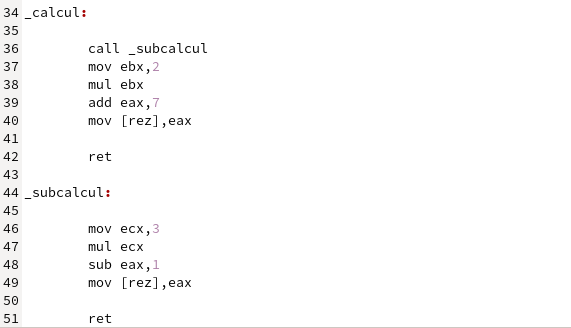 34 _calcul:
35
36 call _subcalcul
37 mov ebx,2
38 mul ebx
39 add eax,7
40 mov [rez],eax
41
42 ret
43
44 _subcalcul:
45
46 mov ecx,3
47 mul ecx
48 sub eax,1
49 mov [rez],eax
50
51 ret